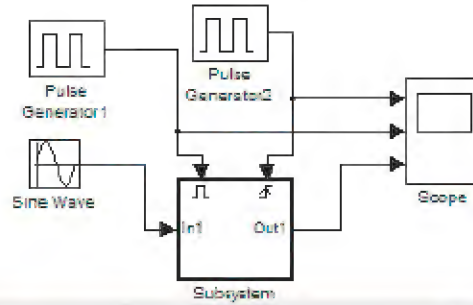 Pulse
Generator1
Pulse
Generator2
Sine Wave
In1
Out1
Subsystem
Scope